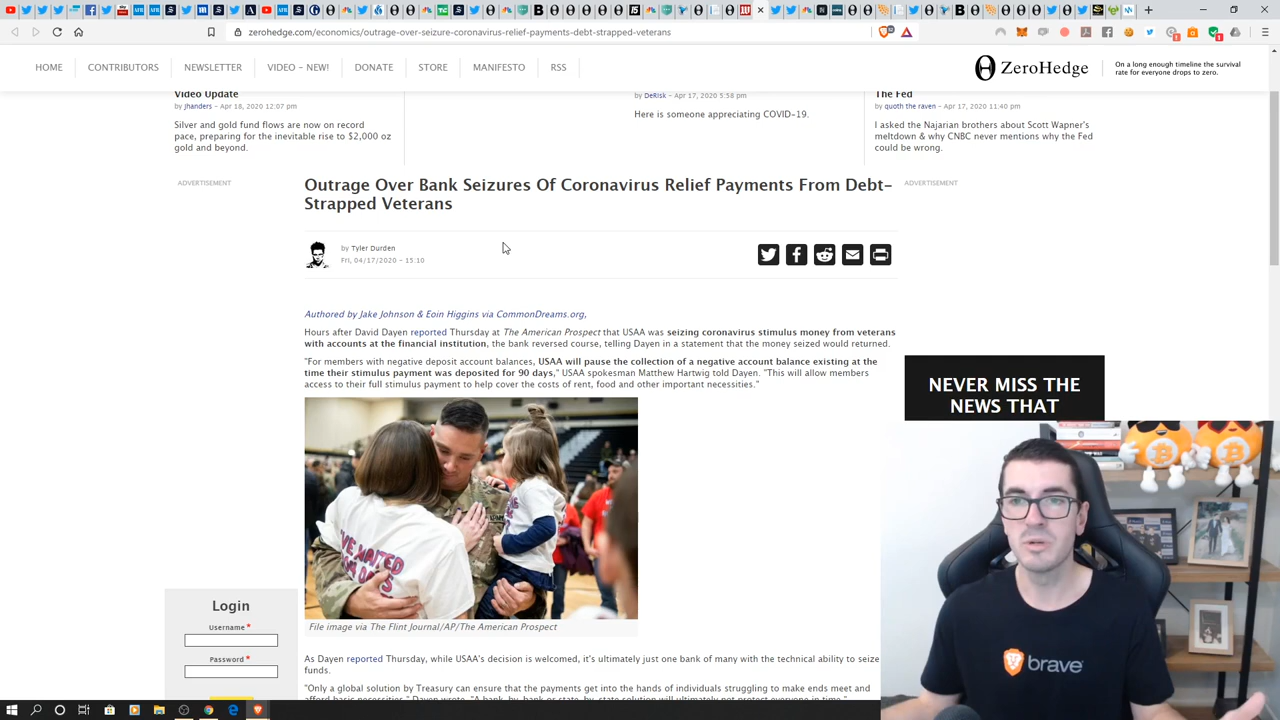 zerohedge.com/economics/outrage-over-seizure-coronavirus-relief-payments-debt-strapped-veterans
HOME
CONTRIBUTORS
NEWSLETTER
VIDEO – NEW!
DONATE
STORE
MANIFESTO
RSS
ZeroHedge
On a long enough timeline the survival
rate for everyone drops to zero.
Video Update
by jhanders – Apr 18, 2020 12:07 pm
Silver and gold fund flows are now on record
pace, preparing for the inevitable rise to $2,000 oz
gold and beyond.
by DeRisk – Apr 17, 2020 5:58 pm
Here is someone appreciating COVID-19.
The Fed
by quoth the raven – Apr 17, 2020 11:40 pm
I asked the Najarian brothers about Scott Wapner's
meltdown & why CNBC never mentions why the Fed
could be wrong.
ADVERTISEMENT
Outrage Over Bank Seizures Of Coronavirus Relief Payments From Debt-
Strapped Veterans
ADVERTISEMENT
by Tyler Durden
Fri, 04/17/2020 – 15:10
Authored by Jake Johnson & Eoin Higgins via CommonDreams.org,
Hours after David Dayen reported Thursday at The American Prospect that USAA was seizing coronavirus stimulus money from veterans
with accounts at the financial institution, the bank reversed course, telling Dayen in a statement that the money seized would returned.
"For members with negative deposit account balances, USAA will pause the collection of a negative account balance existing at the
time their stimulus payment was deposited for 90 days," USAA spokesman Matthew Hartwig told Dayen. "This will allow members
access to their full stimulus payment to help cover the costs of rent, food and other important necessities."
NEVER MISS THE
NEWS THAT
File image via The Flint Journal/AP/The American Prospect
Login
Username *
Password *
As Dayen reported Thursday, while USAA's decision is welcomed, it's ultimately just one bank of many with the technical ability to seize
funds.
"Only a global solution by Treasury can ensure that the payments get into the hands of individuals struggling to make ends meet and
brave